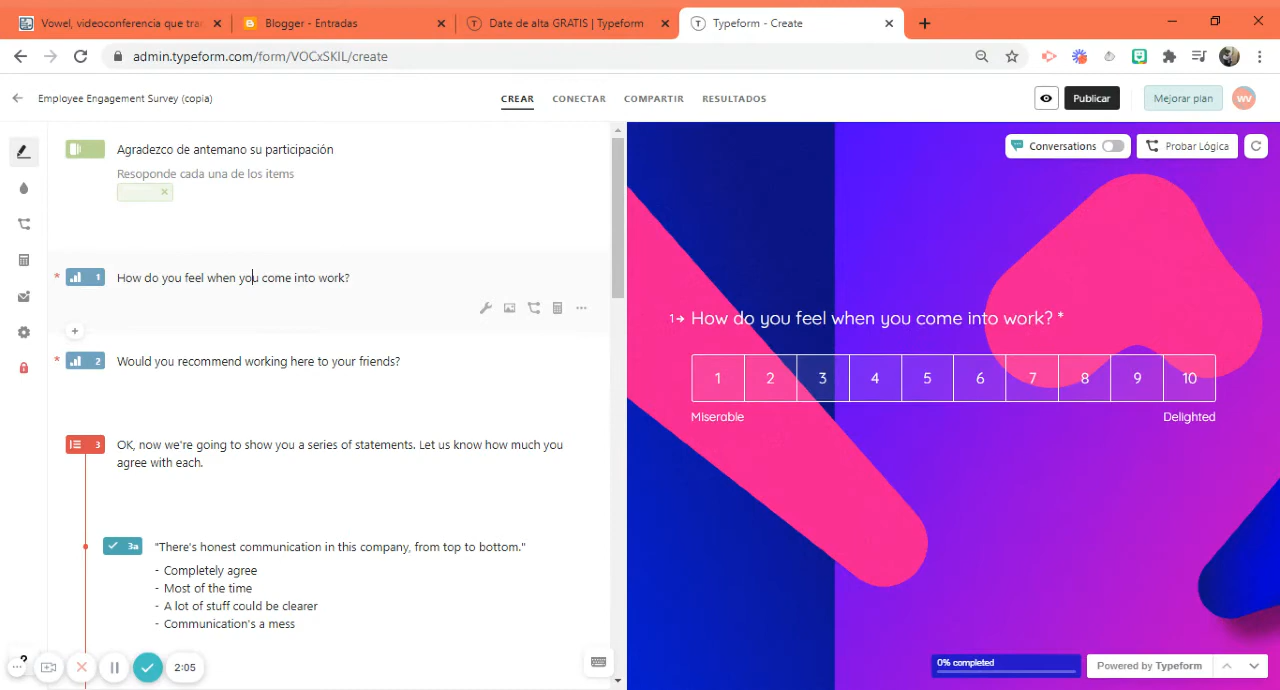 Vowel, videoconferencia que tra
Blogger - Entradas
Date de alta GRATIS | Typeform
Typeform - Create
admin.typeform.com/form/VOCxSKIL/create
Employee Engagement Survey (copia)
CREAR
CONECTAR
COMPARTIR
RESULTADOS
Publicar
Mejorar plan
WV
Agradezco de antemano su participación
Resoponde cada una de los items
Conversations
Probar Lógica
* 1 How do you feel when you come into work?
* 2 Would you recommend working here to your friends?
3 OK, now we're going to show you a series of statements. Let us know how much you
agree with each.
3a "There's honest communication in this company, from top to bottom."
- Completely agree
- Most of the time
- A lot of stuff could be clearer
- Communication's a mess
2:05
1→ How do you feel when you come into work? *
1 2 3 4 5 6 7 8 9 10
Miserable
Delighted
0% completed
Powered by Typeform